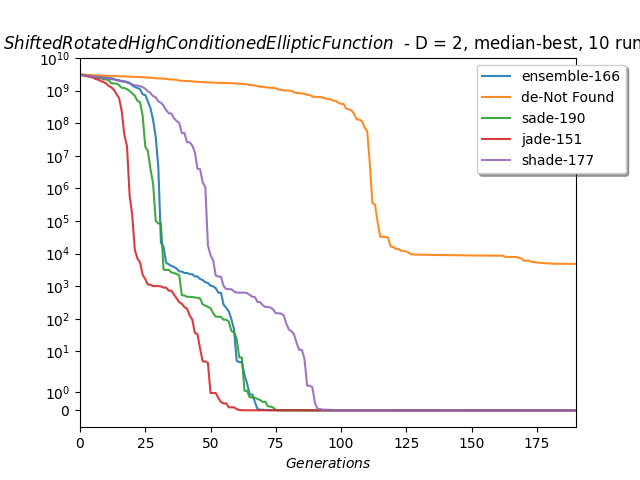 ShiftedRotatedHighConditionedEllipticFunction - D = 2, median-best, 10 run
10^10
10^9
10^8
10^7
10^6
10^5
10^4
10^3
10^2
10^1
10^0
0
ensemble-166
de-Not Found
sade-190
jade-151
shade-177
0 25 50 75 100 125 150 175
Generations